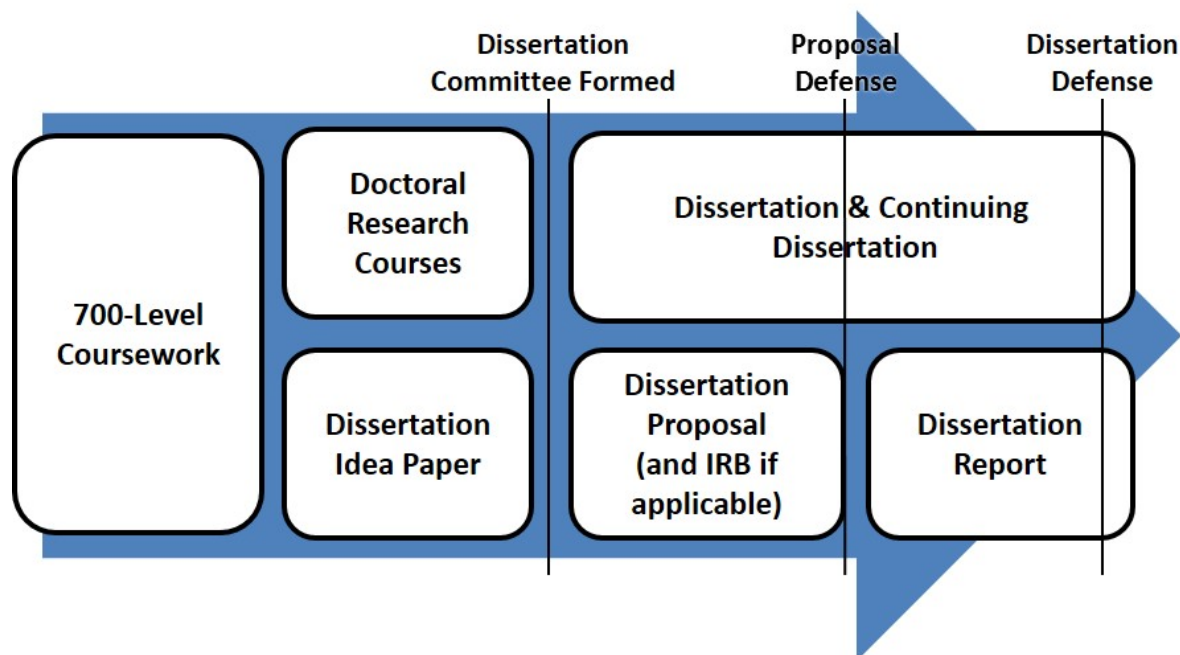 Dissertation
Committee Formed
Proposal
Defense
Dissertation
Defense
700-Level
Coursework
Doctoral
Research
Courses
Dissertation & Continuing
Dissertation
Dissertation
Idea Paper
Dissertation
Proposal
(and IRB if
applicable)
Dissertation
Report